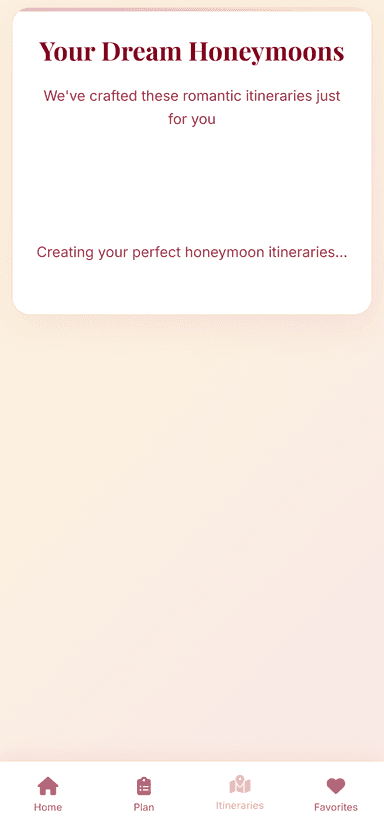 Your Dream Honeymoons
We've crafted these romantic itineraries just
for you
Creating your perfect honeymoon itineraries...
Home
Plan
Itineraries
Favorites